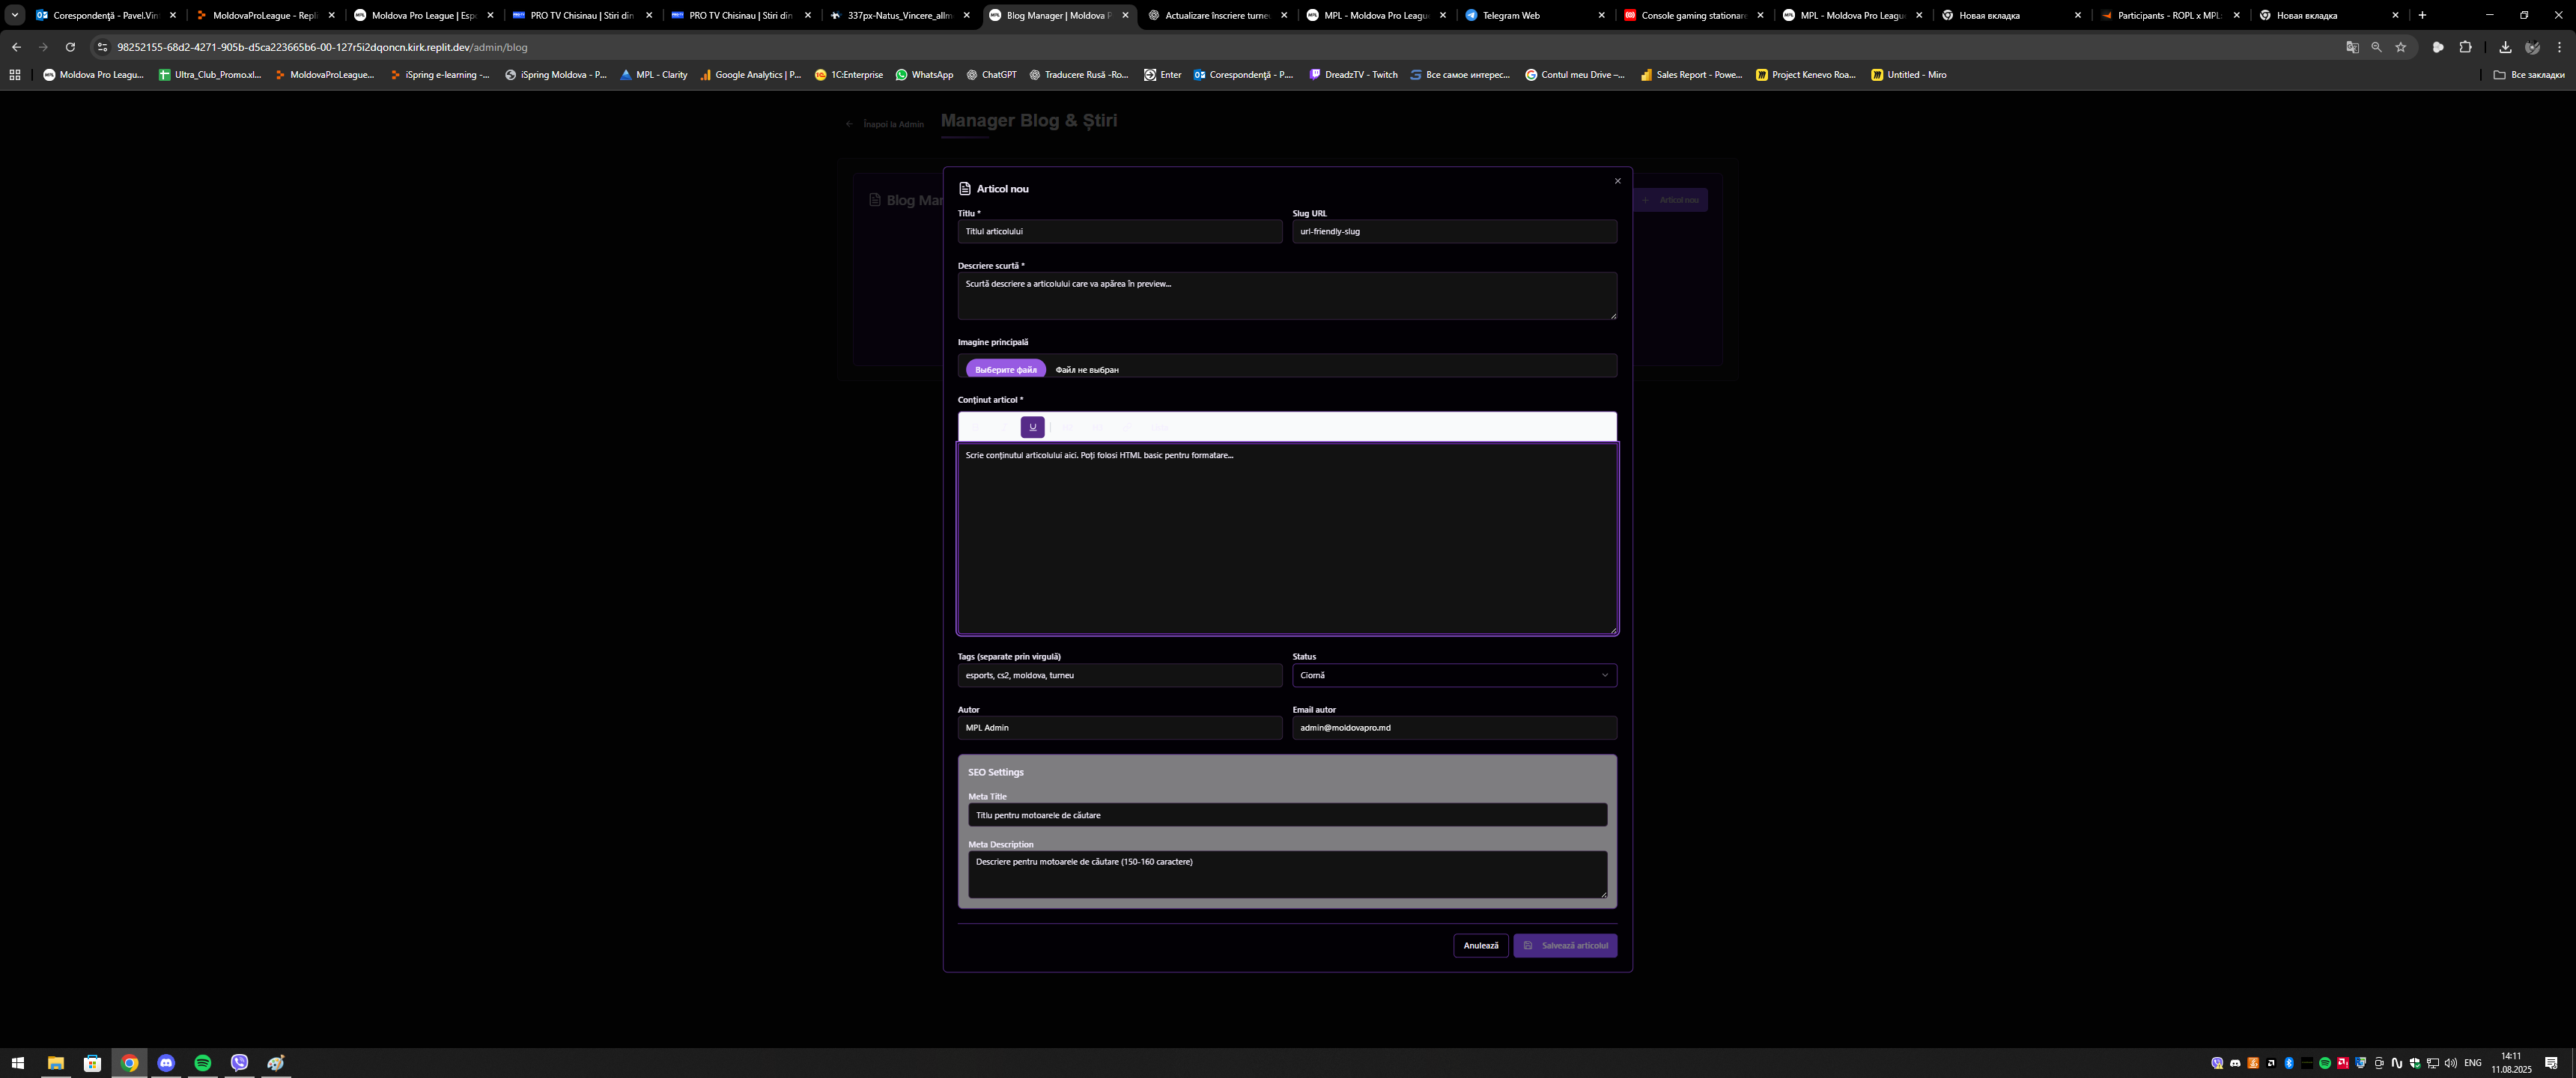 Corespondență - Pavel.Vin
MoldovaProLeague - Repli
Moldova Pro League | Espo
PRO TV Chisinau | Stiri din
PRO TV Chisinau | Stiri din
337px-Natus_Vincere_allm
Blog Manager | Moldova P
Actualizare înscriere turne
MPL - Moldova Pro League
Telegram Web
Console gaming stationare
MPL - Moldova Pro League
Новая вкладка
Participants - ROPL x MPL
Новая вкладка
98252155-68d2-4271-905b-d5ca223665b6-00-127r5i2dqoncn.kirk.replit.dev/admin/blog
Moldova Pro Leagu...
Ultra_Club_Promo.xl...
MoldovaProLeague...
iSpring e-learning -...
iSpring Moldova - P...
MPL - Clarity
Google Analytics | P...
1C:Enterprise
WhatsApp
ChatGPT
Traducere Rusă -Ro...
Enter
Corespondență - P....
DreadzTV - Twitch
Все самое интерес...
Contul meu Drive –...
Sales Report - Powe...
Project Kenevo Roa...
Untitled - Miro
Все закладки
Înapoi la Admin
Manager Blog & Știri
Blog Mar
Articol nou
Articol nou
Titlu *
Slug URL
Titlul articolului
url-friendly-slug
Descriere scurtă *
Scurtă descriere a articolului care va apărea în preview...
Imagine principală
Выберите файл Файл не выбран
Conținut articol *
U
Scrie conținutul articolului aici. Poți folosi HTML basic pentru formatare...
Tags (separate prin virgulă)
Status
esports, cs2, moldova, turneu
Ciornă
Autor
Email autor
MPL Admin
admin@moldovapro.md
SEO Settings
Meta Title
Titlu pentru motoarele de căutare
Meta Description
Descriere pentru motoarele de căutare (150-160 caractere)
Anulează
Salvează articolul
ENG
14:11
11.08.2025